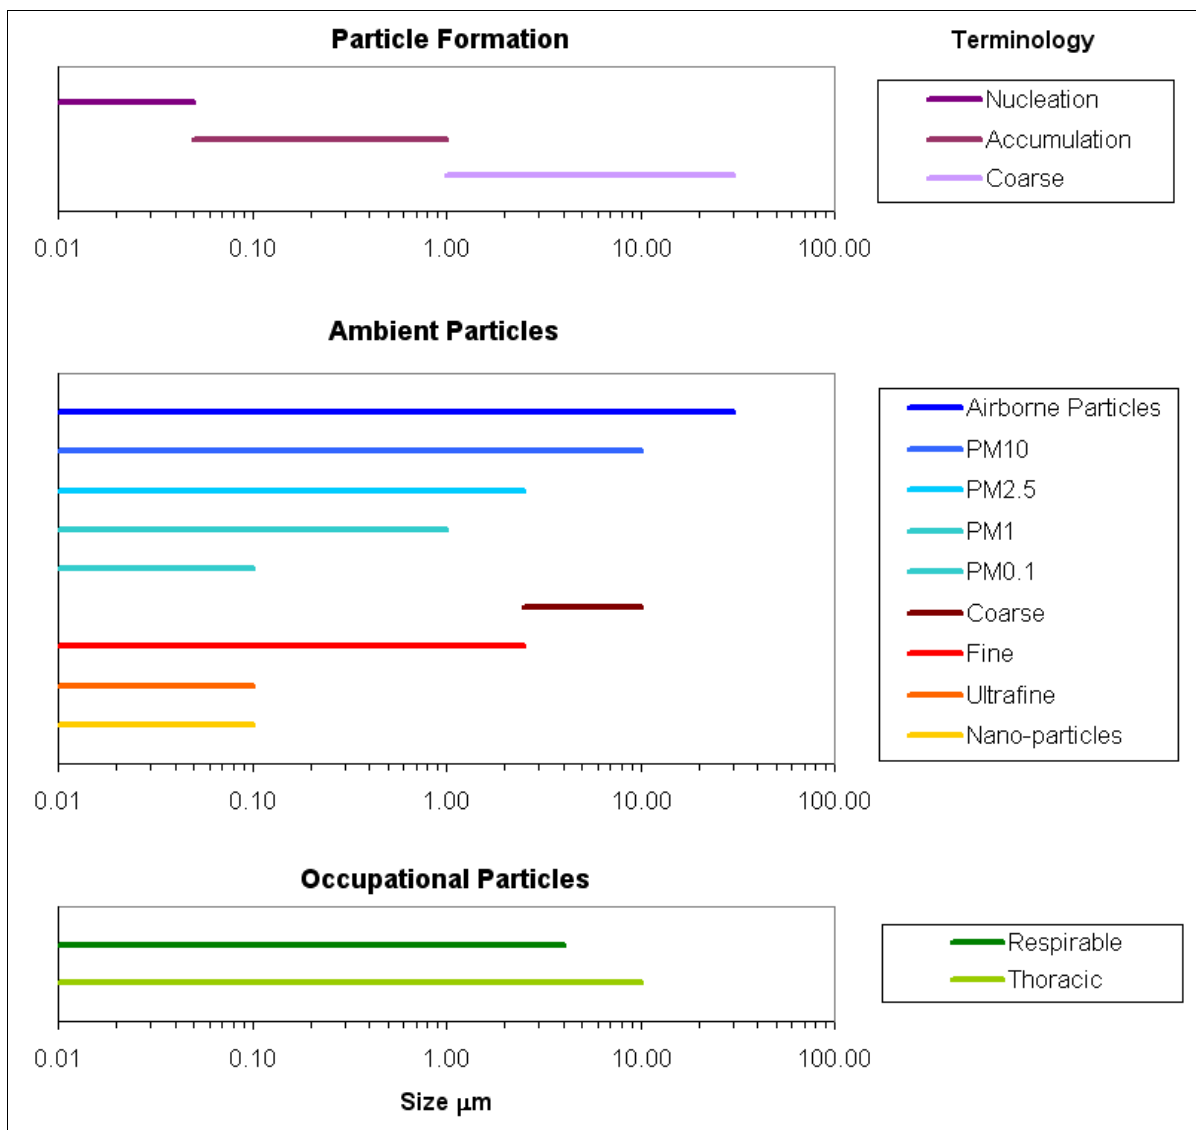 Particle Formation
Terminology
Nucleation
Accumulation
Coarse
0.01 0.10 1.00 10.00 100.00
Ambient Particles
Airborne Particles
PM10
PM2.5
PM1
PM0.1
Coarse
Fine
Ultrafine
Nano-particles
0.01 0.10 1.00 10.00 100.00
Occupational Particles
Respirable
Thoracic
0.01 0.10 1.00 10.00 100.00
Size μm